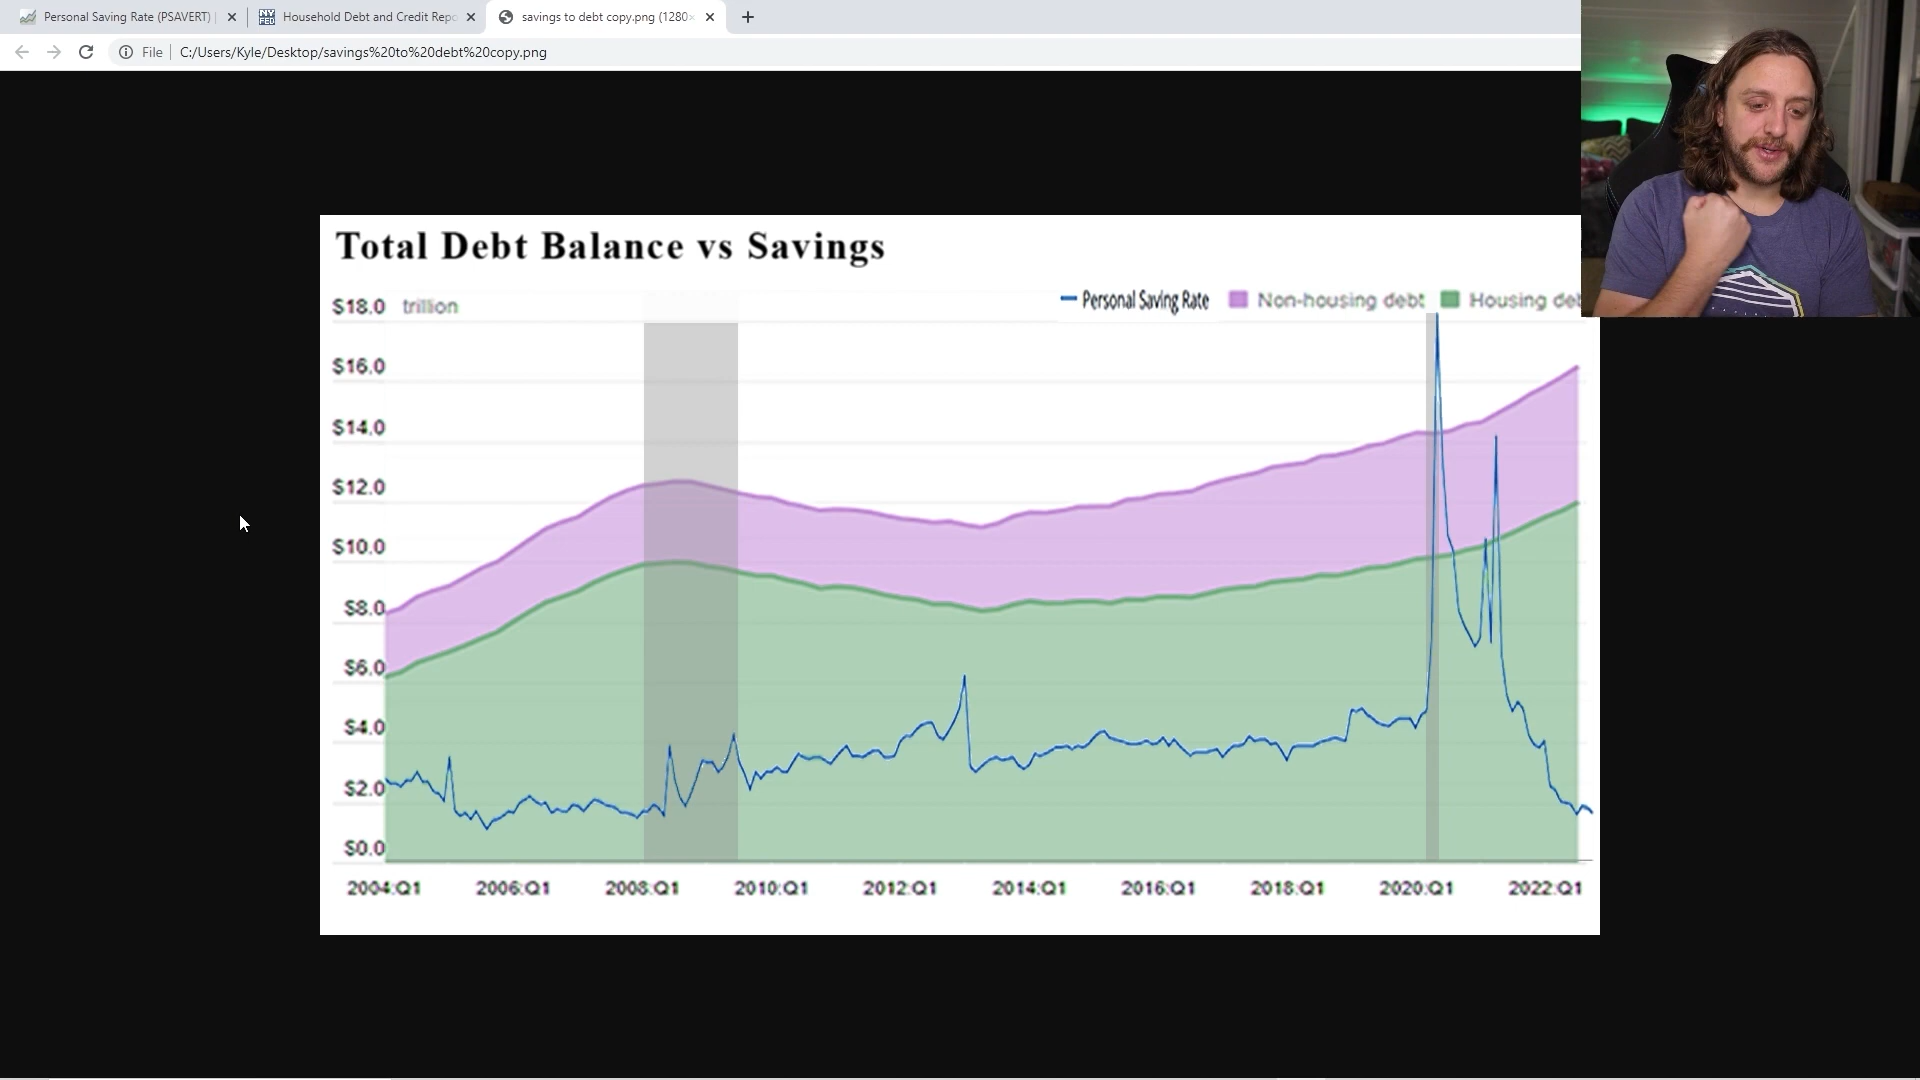 Personal Saving Rate (PSAVERT) |
Household Debt and Credit Repo
savings to debt copy.png (1280×
File
C:/Users/Kyle/Desktop/savings%20to%20debt%20copy.png
Total Debt Balance vs Savings
Personal Saving Rate
Non-housing debt
Housing deb
$18.0 trillion
$16.0
$14.0
$12.0
$10.0
$8.0
$6.0
$4.0
$2.0
$0.0
2004:Q1 2006:Q1 2008:Q1 2010:Q1 2012:Q1 2014:Q1 2016:Q1 2018:Q1 2020:Q1 2022:Q1